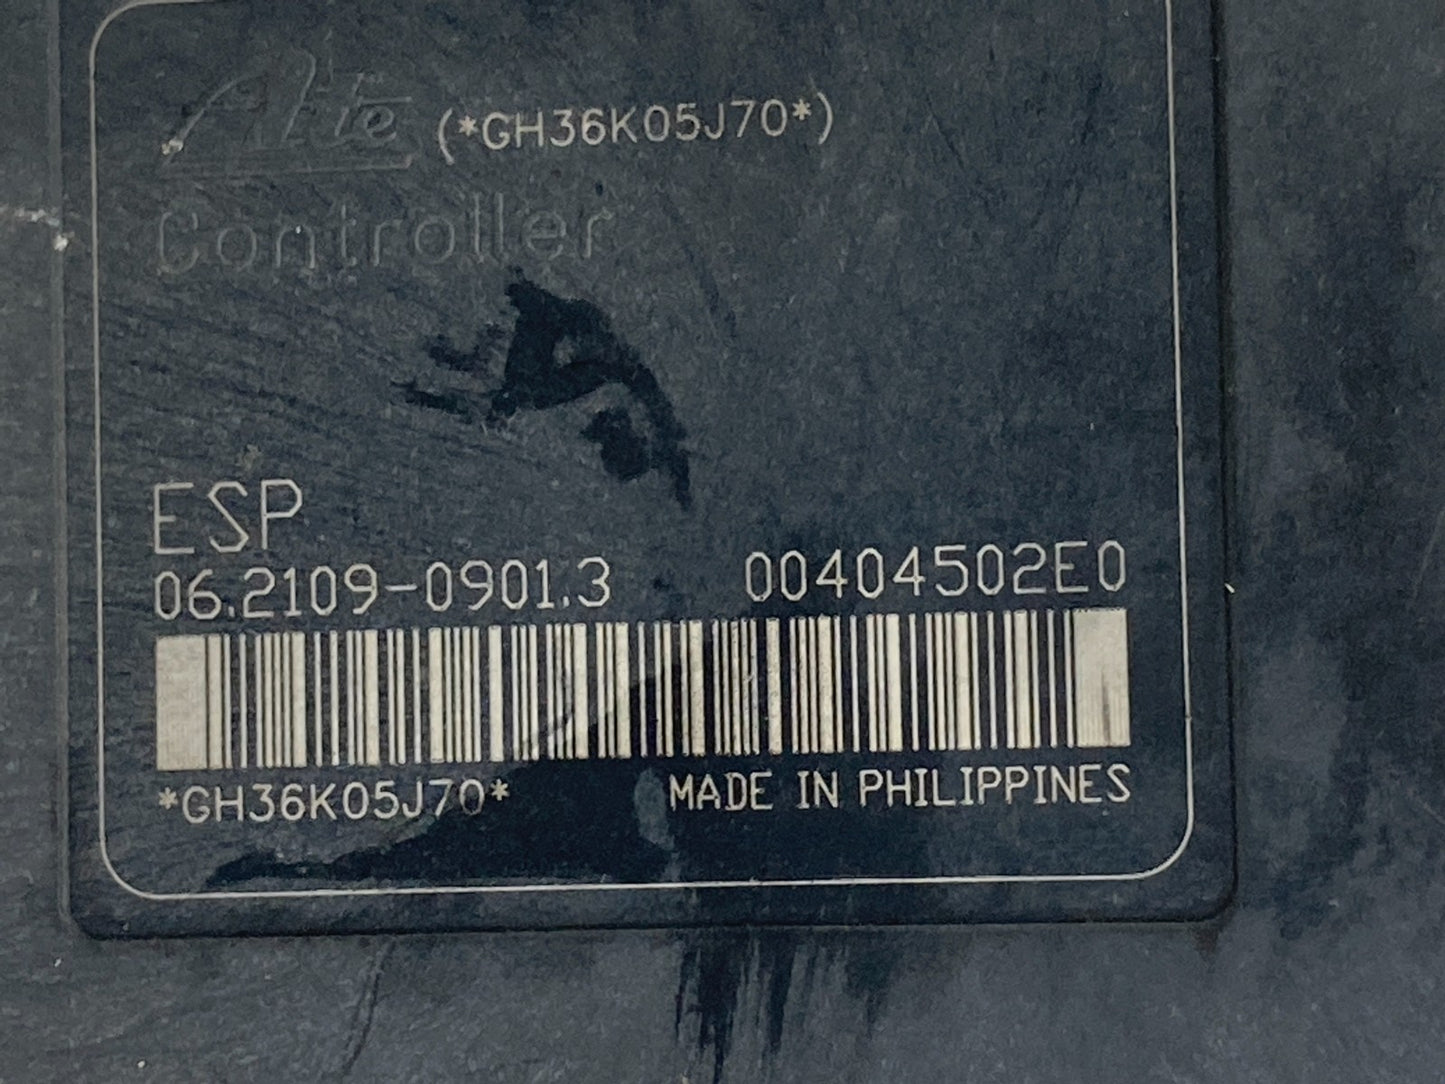 Ate (*GH36K05J70*)
Controller
ESP
06.2109-0901.3 00404502E0
*GH36K05J70* MADE IN PHILIPPINES